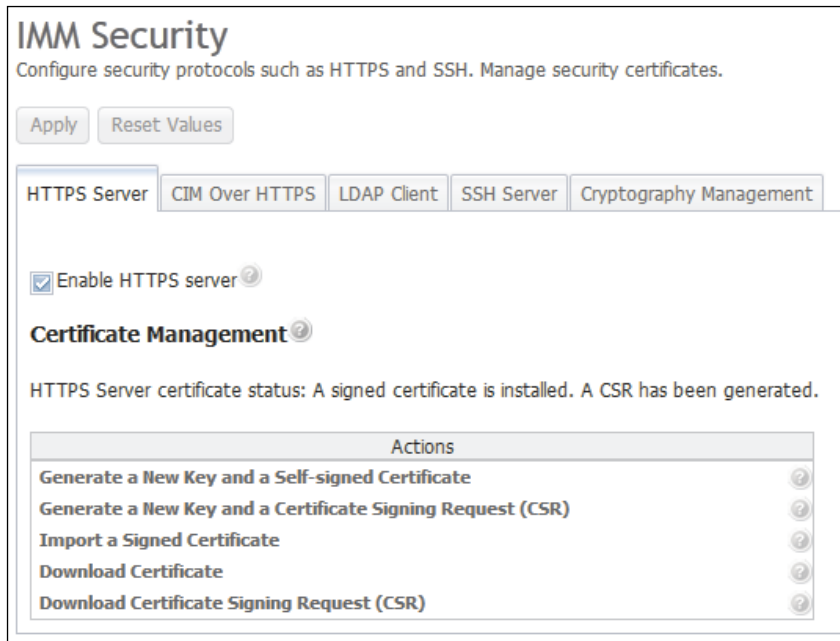 IMM Security
Configure security protocols such as HTTPS and SSH. Manage security certificates.
Apply Reset Values
HTTPS Server CIM Over HTTPS LDAP Client SSH Server Cryptography Management
Enable HTTPS server ?
Certificate Management ?
HTTPS Server certificate status: A signed certificate is installed. A CSR has been generated.
Actions
Generate a New Key and a Self-signed Certificate ?
Generate a New Key and a Certificate Signing Request (CSR) ?
Import a Signed Certificate ?
Download Certificate ?
Download Certificate Signing Request (CSR) ?